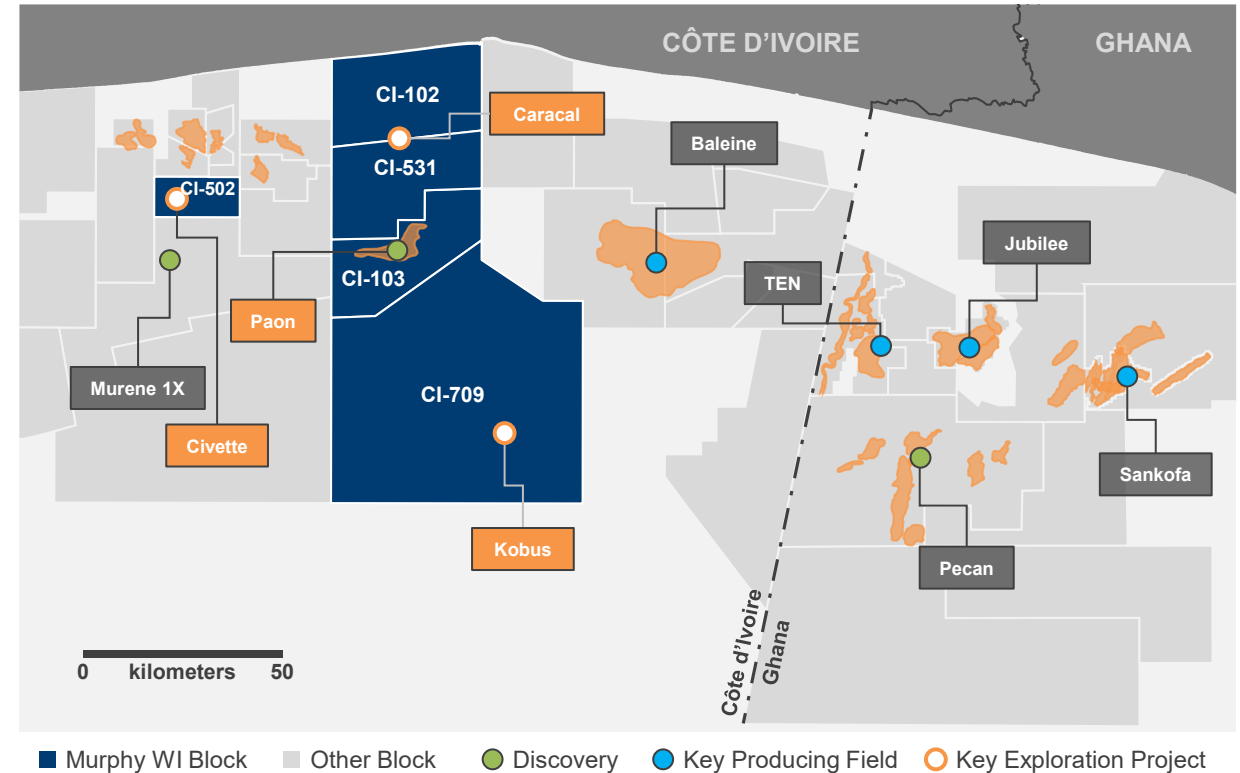 CÔTE D'IVOIRE
GHANA
CI-102
Caracal
Baleine
CI-531
CI-502
Jubilee
CI-103
TEN
Paon
Murene 1X
CI-709
Civette
Sankofa
Kobus
Pecan
Côte d'Ivoire
Ghana
0 kilometers 50
Murphy WI Block Other Block Discovery Key Producing Field Key Exploration Project